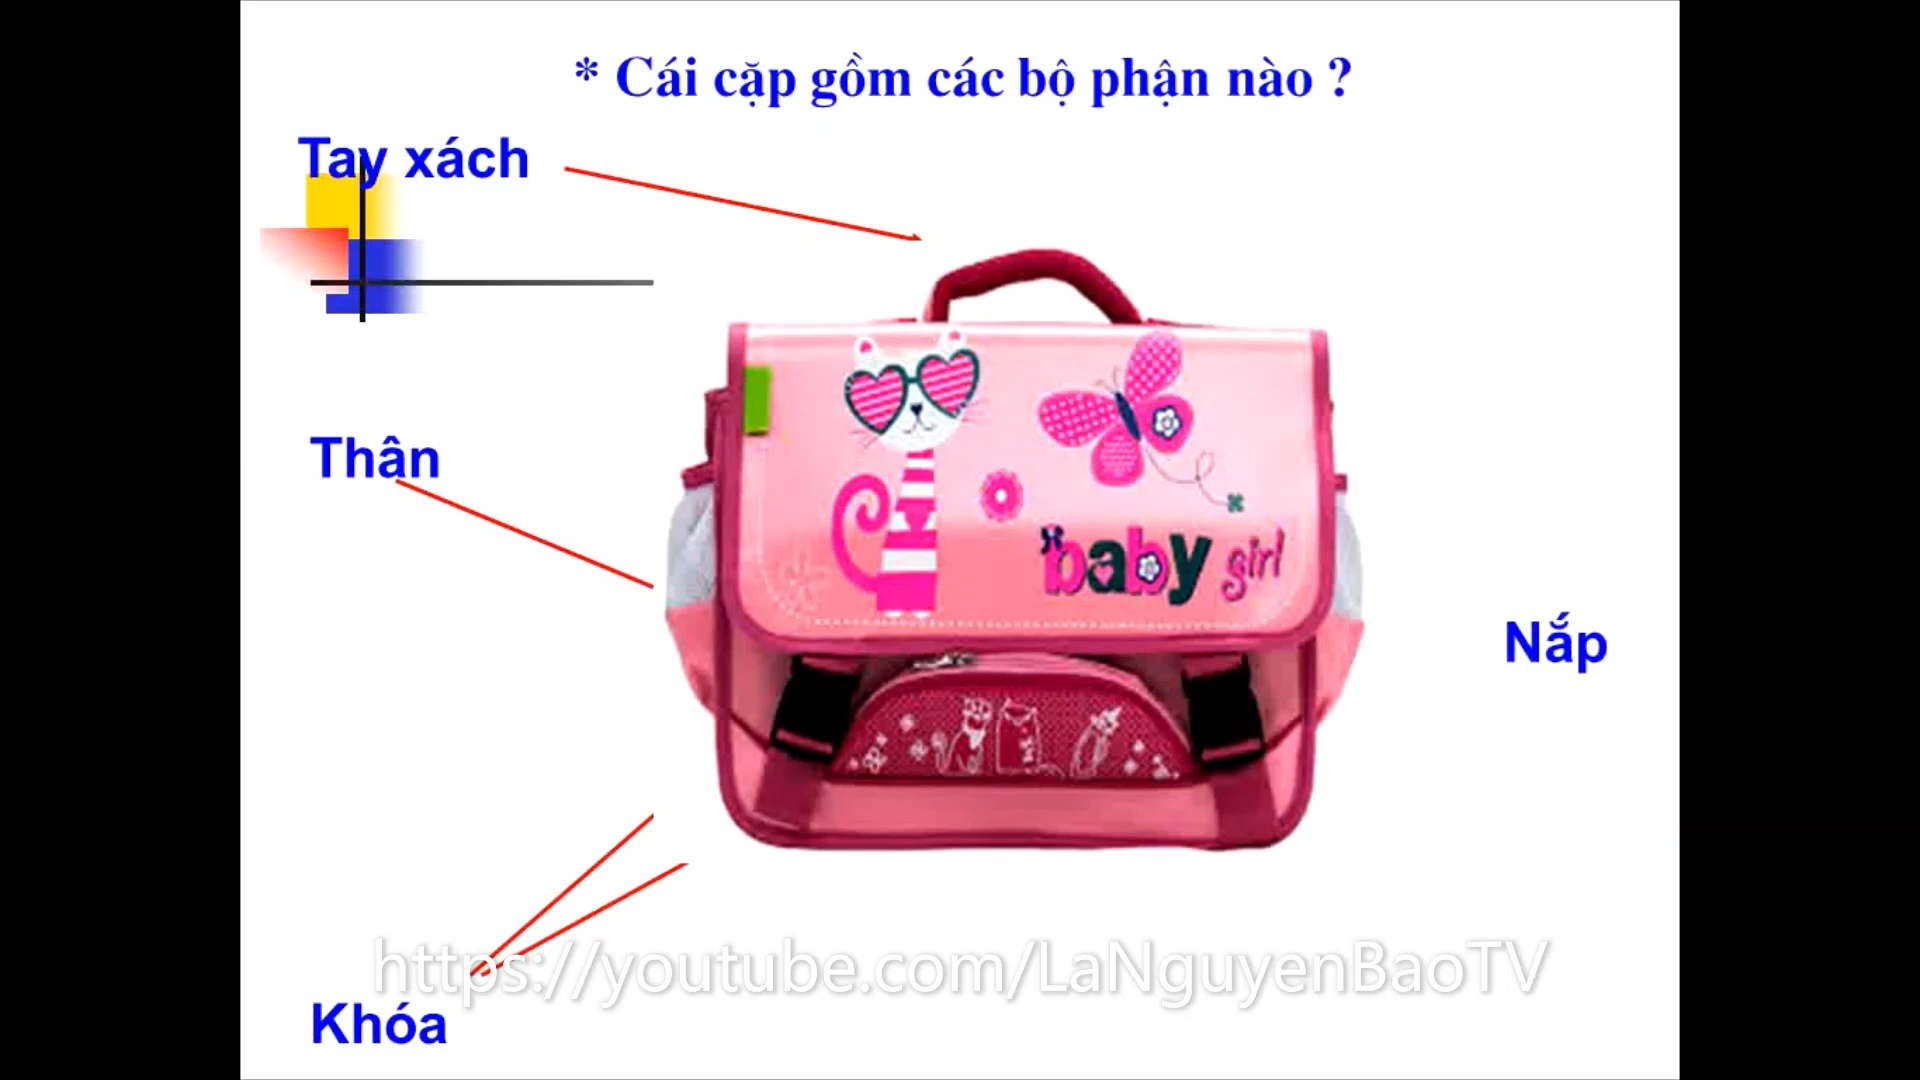 * Cái cặp gồm các bộ phận nào ?
Tay xách
Thân
baby girl
Nắp
https://youtube.com/LaNguyenBaoTV
Khóa